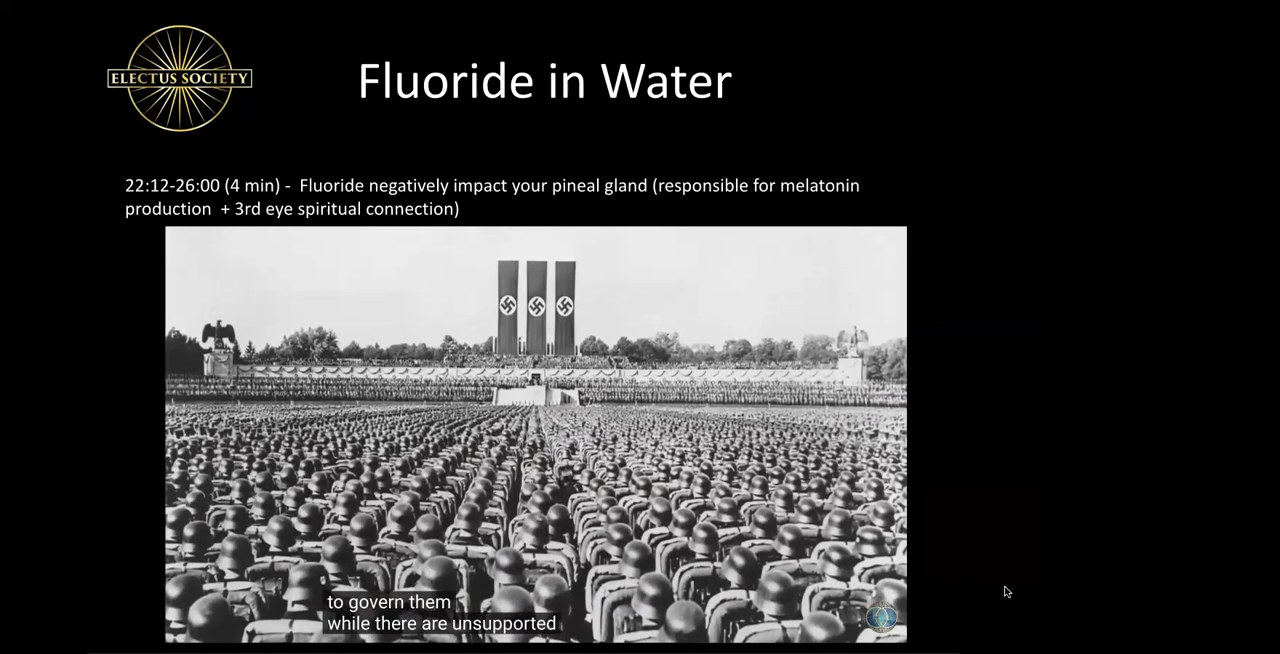 ELECTUS SOCIETY
Fluoride in Water
22:12-26:00 (4 min) -  Fluoride negatively impact your pineal gland (responsible for melatonin
production  + 3rd eye spiritual connection)
to govern them
while there are unsupported